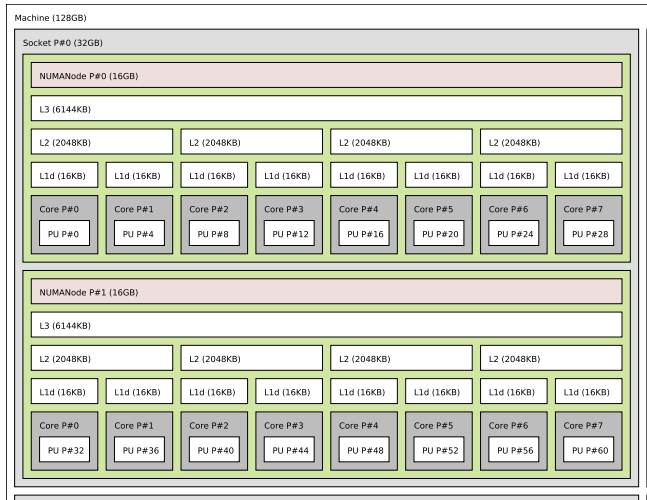 Machine (128GB)
Socket P#0 (32GB)
NUMANode P#0 (16GB)
L3 (6144KB)
L2 (2048KB) L2 (2048KB) L2 (2048KB) L2 (2048KB)
L1d (16KB) L1d (16KB) L1d (16KB) L1d (16KB) L1d (16KB) L1d (16KB) L1d (16KB) L1d (16KB)
Core P#0 Core P#1 Core P#2 Core P#3 Core P#4 Core P#5 Core P#6 Core P#7
PU P#0 PU P#4 PU P#8 PU P#12 PU P#16 PU P#20 PU P#24 PU P#28
NUMANode P#1 (16GB)
L3 (6144KB)
L2 (2048KB) L2 (2048KB) L2 (2048KB) L2 (2048KB)
L1d (16KB) L1d (16KB) L1d (16KB) L1d (16KB) L1d (16KB) L1d (16KB) L1d (16KB) L1d (16KB)
Core P#0 Core P#1 Core P#2 Core P#3 Core P#4 Core P#5 Core P#6 Core P#7
PU P#32 PU P#36 PU P#40 PU P#44 PU P#48 PU P#52 PU P#56 PU P#60